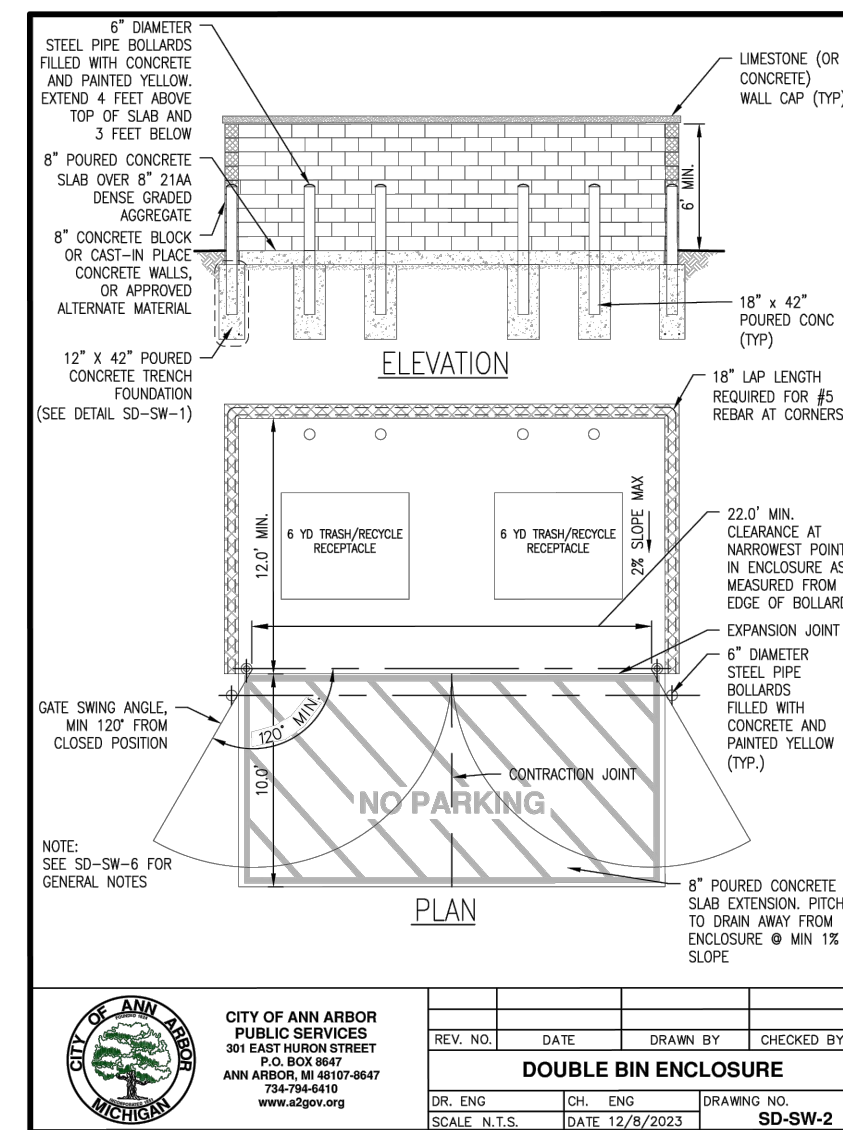 6" DIAMETER
STEEL PIPE BOLLARDS
FILLED WITH CONCRETE
AND PAINTED YELLOW.
EXTEND 4 FEET ABOVE
TOP OF SLAB AND
3 FEET BELOW
8" POURED CONCRETE
SLAB OVER 8" 21AA
DENSE GRADED
AGGREGATE
8" CONCRETE BLOCK
OR CAST-IN PLACE
CONCRETE WALLS,
OR APPROVED
ALTERNATE MATERIAL
12" X 42" POURED
CONCRETE TRENCH
FOUNDATION
(SEE DETAIL SD-SW-1)
LIMESTONE (OR
CONCRETE)
WALL CAP (TYP)
6' MIN.
18" x 42"
POURED CONC
(TYP)
ELEVATION
18" LAP LENGTH
REQUIRED FOR #5
REBAR AT CORNERS
12.0' MIN.
6 YD TRASH/RECYCLE
RECEPTACLE
6 YD TRASH/RECYCLE
RECEPTACLE
2% SLOPE MAX
22.0' MIN.
CLEARANCE AT
NARROWEST POINT
IN ENCLOSURE AS
MEASURED FROM
EDGE OF BOLLARD
EXPANSION JOINT
6" DIAMETER
STEEL PIPE
BOLLARDS
FILLED WITH
CONCRETE AND
PAINTED YELLOW
(TYP.)
GATE SWING ANGLE,
MIN 120° FROM
CLOSED POSITION
120° MIN.
10.0'
CONTRACTION JOINT
NO PARKING
NOTE:
SEE SD-SW-6 FOR
GENERAL NOTES
8" POURED CONCRETE
SLAB EXTENSION. PITCH
TO DRAIN AWAY FROM
ENCLOSURE @ MIN 1%
SLOPE
PLAN
CITY OF ANN ARBOR
MICHIGAN
CITY OF ANN ARBOR
PUBLIC SERVICES
301 EAST HURON STREET
P.O. BOX 8647
ANN ARBOR, MI 48107-8647
734-794-6410
www.a2gov.org
REV. NO. DATE DRAWN BY CHECKED BY
DOUBLE BIN ENCLOSURE
DR. ENG CH. ENG DRAWING NO.
SCALE N.T.S. DATE 12/8/2023 SD-SW-2